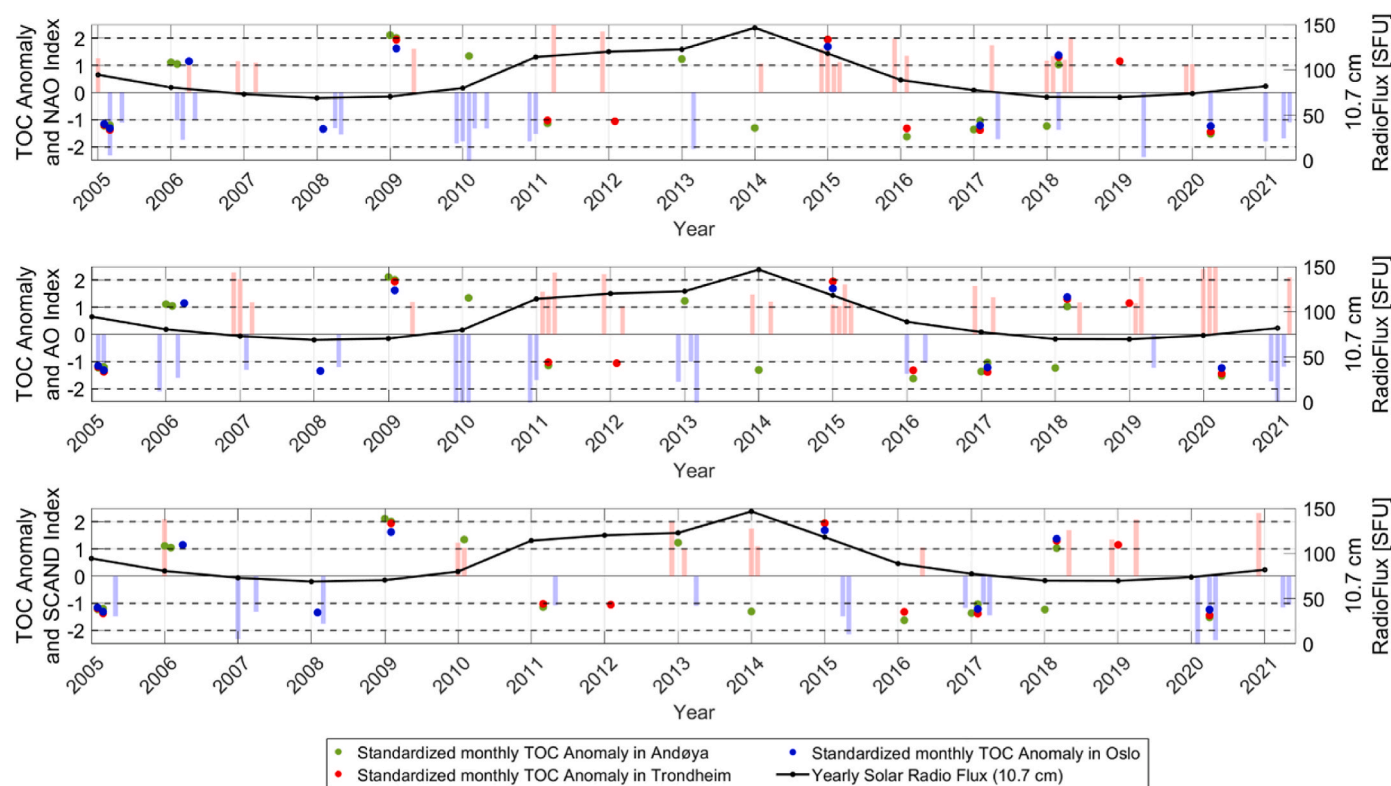 TOC Anomaly
and NAO Index
2
1
0
-1
-2
150
100
50
0
10.7 cm
RadioFlux [SFU]
2005 2006 2007 2008 2009 2010 2011 2012 2013 2014 2015 2016 2017 2018 2019 2020 2021
Year
TOC Anomaly
and AO Index
2
1
0
-1
-2
150
100
50
0
10.7 cm
RadioFlux [SFU]
2005 2006 2007 2008 2009 2010 2011 2012 2013 2014 2015 2016 2017 2018 2019 2020 2021
Year
TOC Anomaly
and SCAND Index
2
1
0
-1
-2
150
100
50
0
10.7 cm
RadioFlux [SFU]
2005 2006 2007 2008 2009 2010 2011 2012 2013 2014 2015 2016 2017 2018 2019 2020 2021
Year
Standardized monthly TOC Anomaly in Andøya
Standardized monthly TOC Anomaly in Trondheim
Standardized monthly TOC Anomaly in Oslo
Yearly Solar Radio Flux (10.7 cm)